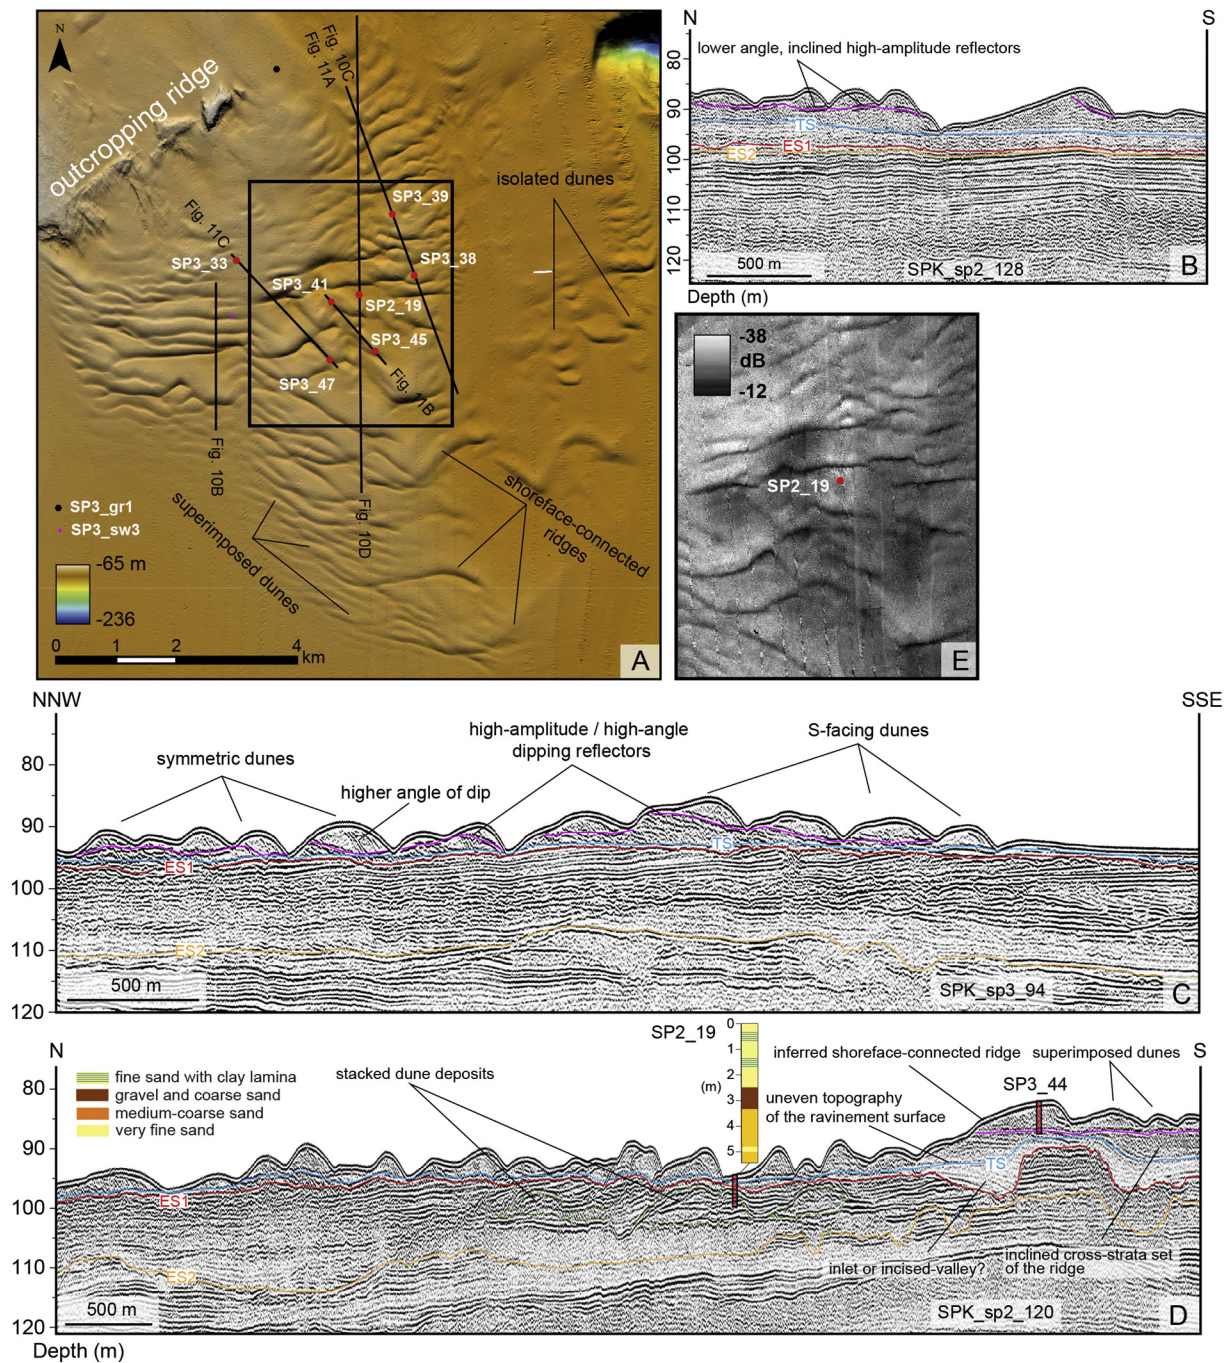 N
outcropping ridge
Fig. 10C
Fig. 11A
isolated dunes
SP3_39
Fig. 11C
SP3_33
SP3_38
SP3_41
SP2_19
SP3_45
SP3_47
Fig. 11B
Fig. 10B
SP3_gr1
SP3_sw3
superimposed dunes
Fig. 10D
shoreface-connected
ridges
-65 m
-236
0
2
4
km
A
N
S
80
90
100
110
120
lower angle, inclined high-amplitude reflectors
TS
ES1
ES2
500 m
SPK_sp2_128
B
Depth (m)
-38
dB
-12
SP2_19
E
NNW
SSE
80
90
100
110
120
symmetric dunes
higher angle of dip
high-amplitude / high-angle
dipping reflectors
S-facing dunes
TS
ES1
ES2
500 m
SPK_sp3_94
C
N
S
80
90
100
110
120
fine sand with clay lamina
gravel and coarse sand
medium-coarse sand
very fine sand
stacked dune deposits
SP2_19
0
1
2
(m)
3
4
5
inferred shoreface-connected ridge
superimposed dunes
SP3_44
uneven topography
of the ravinement surface
TS
ES1
ES2
inlet or incised-valley?
inclined cross-strata set
of the ridge
500 m
SPK_sp2_120
D
Depth (m)